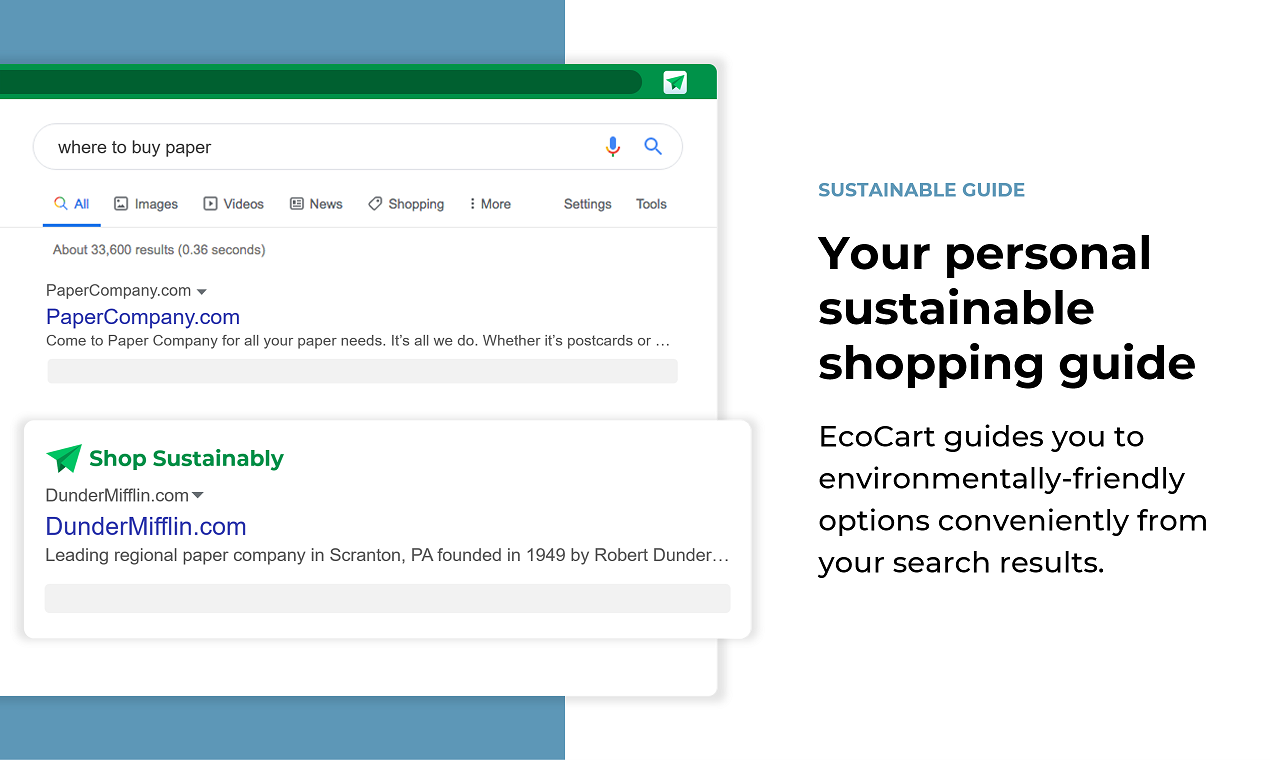 where to buy paper
All Images Videos News Shopping More Settings Tools
About 33,600 results (0.36 seconds)
PaperCompany.com
PaperCompany.com
Come to Paper Company for all your paper needs. It’s all we do. Whether it’s postcards or …
Shop Sustainably
DunderMifflin.com
DunderMifflin.com
Leading regional paper company in Scranton, PA founded in 1949 by Robert Dunder…
SUSTAINABLE GUIDE
Your personal
sustainable
shopping guide
EcoCart guides you to
environmentally-friendly
options conveniently from
your search results.